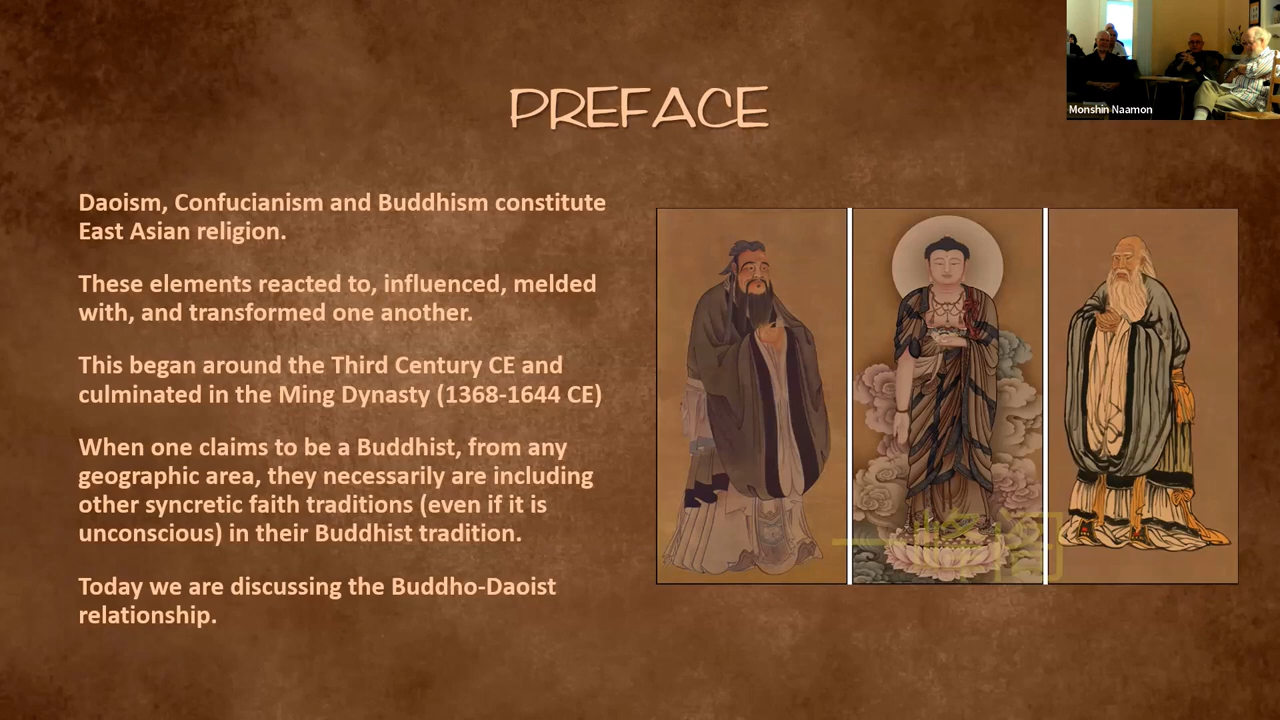 PREFACE
Monshin Naamon
Daoism, Confucianism and Buddhism constitute
East Asian religion.
These elements reacted to, influenced, melded
with, and transformed one another.
This began around the Third Century CE and
culminated in the Ming Dynasty (1368-1644 CE)
When one claims to be a Buddhist, from any
geographic area, they necessarily are including
other syncretic faith traditions (even if it is
unconscious) in their Buddhist tradition.
Today we are discussing the Buddho-Daoist
relationship.